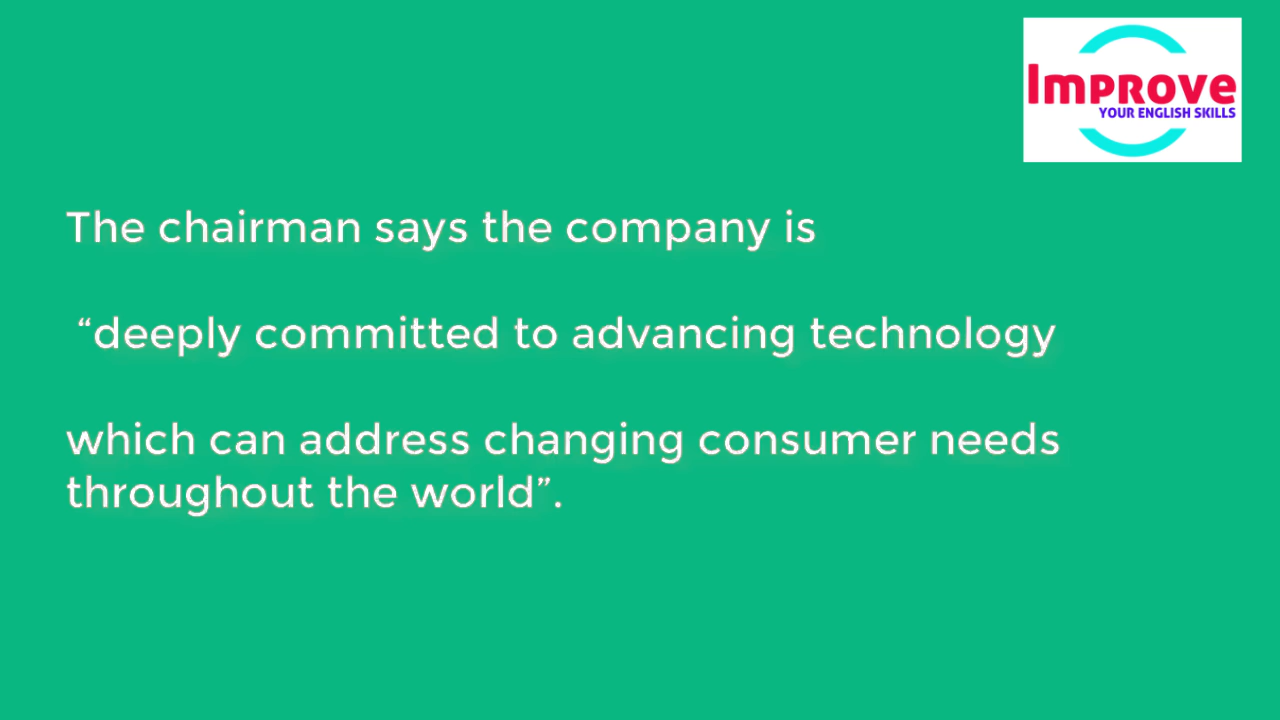 Improve
YOUR ENGLISH SKILLS
The chairman says the company is
“deeply committed to advancing technology
which can address changing consumer needs
throughout the world”.